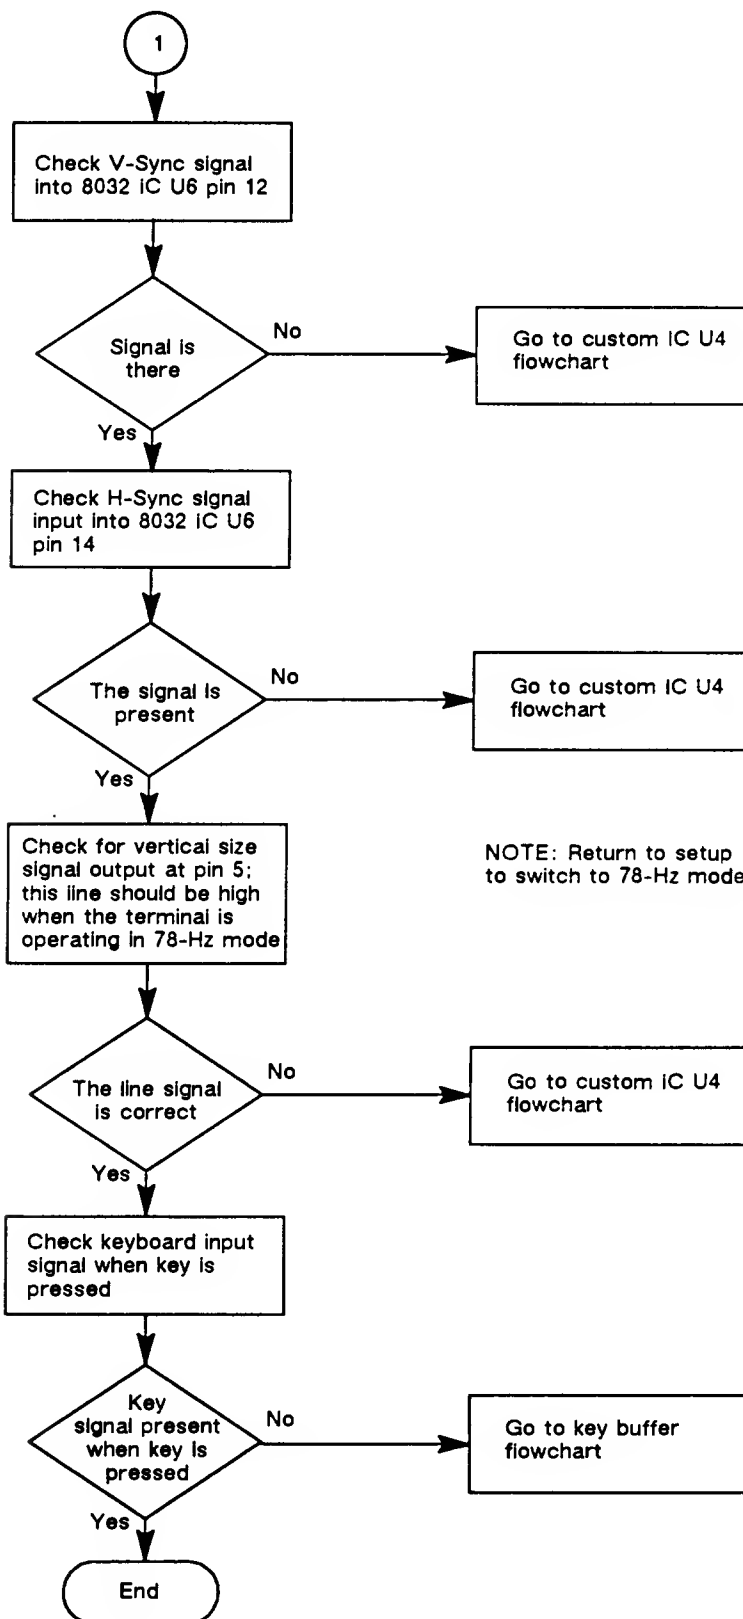 1
Check V-Sync signal
into 8032 IC U6 pin 12
Signal is
there
No
Go to custom IC U4
flowchart
Yes
Check H-Sync signal
input into 8032 IC U6
pin 14
The signal is
present
No
Go to custom IC U4
flowchart
Yes
Check for vertical size
signal output at pin 5;
this line should be high
when the terminal is
operating in 78-Hz mode
NOTE: Return to setup
to switch to 78-Hz mode
The line signal
is correct
No
Go to custom IC U4
flowchart
Yes
Check keyboard input
signal when key is
pressed
Key
signal present
when key is
pressed
No
Go to key buffer
flowchart
Yes
End